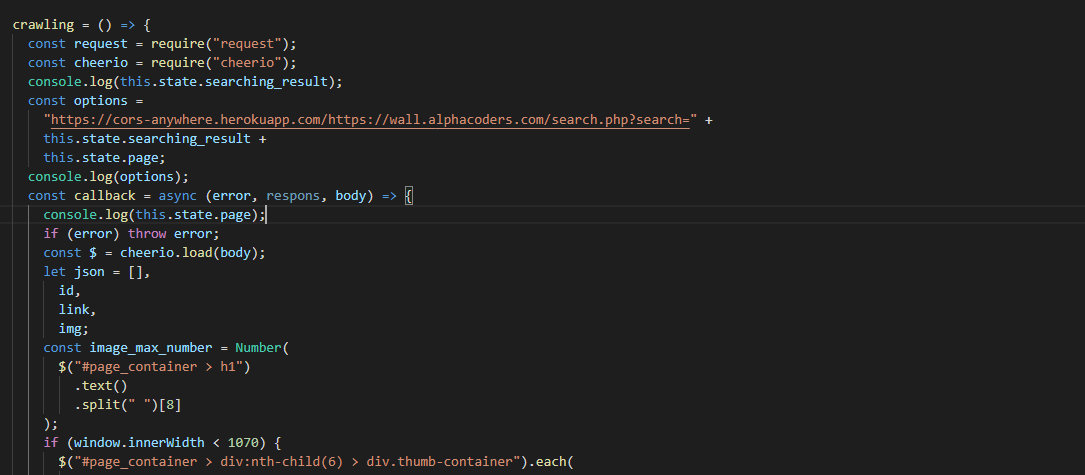 crawling = () => {
const request = require("request");
const cheerio = require("cheerio");
console.log(this.state.searching_result);
const options =
"https://cors-anywhere.herokuapp.com/https://wall.alphacoders.com/search.php?search=" +
this.state.searching_result +
this.state.page;
console.log(options);
const callback = async (error, respons, body) => {
console.log(this.state.page);
if (error) throw error;
const $ = cheerio.load(body);
let json = [],
id,
link,
img;
const image_max_number = Number(
$("#page_container > h1")
.text()
.split(" ")[8]
);
if (window.innerWidth < 1070) {
$("#page_container > div:nth-child(6) > div.thumb-container").each(